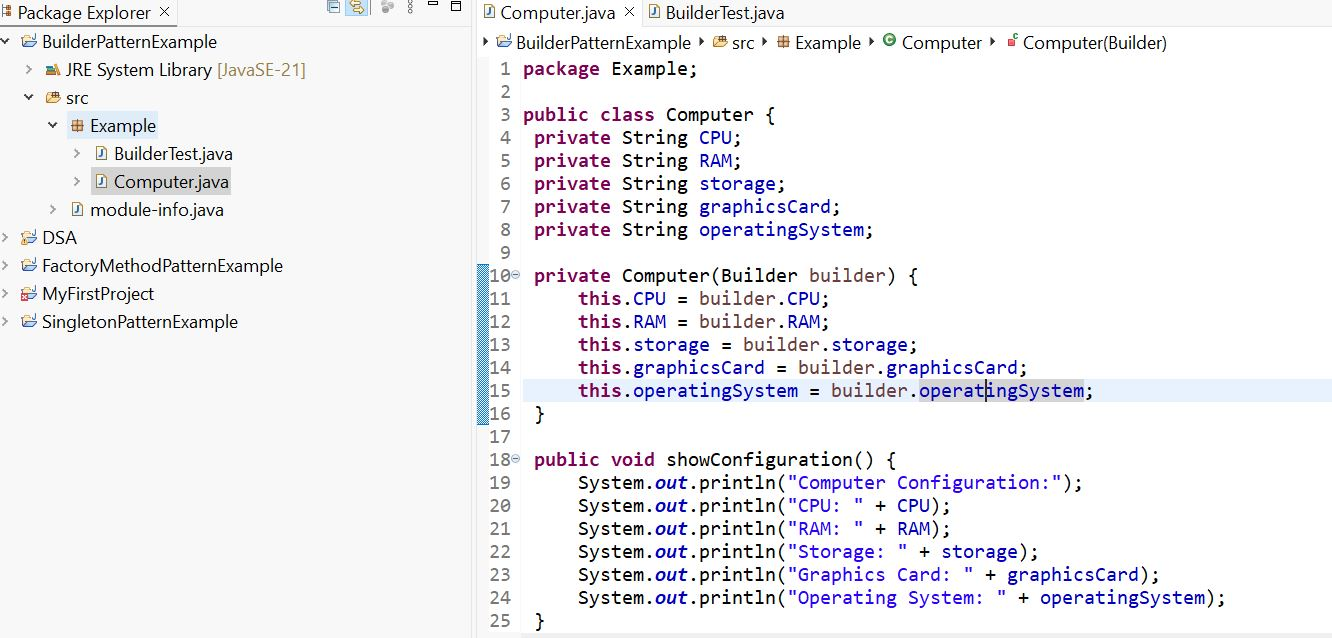 Package Explorer
BuilderPatternExample
JRE System Library [JavaSE-21]
src
Example
BuilderTest.java
Computer.java
module-info.java
DSA
FactoryMethodPatternExample
MyFirstProject
SingletonPatternExample
Computer.java BuilderTest.java
BuilderPatternExample src Example Computer Computer(Builder)
1 package Example;
2
3 public class Computer {
4 private String CPU;
5 private String RAM;
6 private String storage;
7 private String graphicsCard;
8 private String operatingSystem;
9
10 private Computer(Builder builder) {
11 this.CPU = builder.CPU;
12 this.RAM = builder.RAM;
13 this.storage = builder.storage;
14 this.graphicsCard = builder.graphicsCard;
15 this.operatingSystem = builder.operatingSystem;
16 }
17
18 public void showConfiguration() {
19 System.out.println("Computer Configuration:");
20 System.out.println("CPU: " + CPU);
21 System.out.println("RAM: " + RAM);
22 System.out.println("Storage: " + storage);
23 System.out.println("Graphics Card: " + graphicsCard);
24 System.out.println("Operating System: " + operatingSystem);
25 }